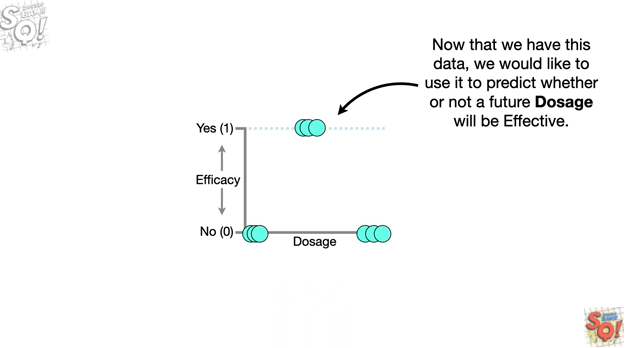 Now that we have this
data, we would like to
use it to predict whether
or not a future Dosage
will be Effective.
Yes (1)
Efficacy
No (0)
Dosage